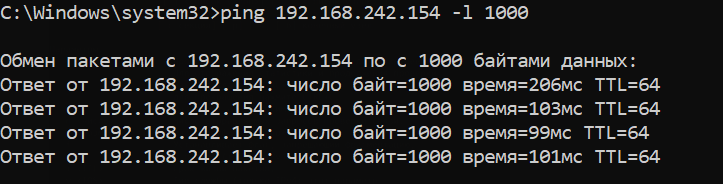 C:\Windows\system32>ping 192.168.242.154 -l 1000
Обмен пакетами с 192.168.242.154 по с 1000 байтами данных:
Ответ от 192.168.242.154: число байт=1000 время=206мс TTL=64
Ответ от 192.168.242.154: число байт=1000 время=103мс TTL=64
Ответ от 192.168.242.154: число байт=1000 время=99мс TTL=64
Ответ от 192.168.242.154: число байт=1000 время=101мс TTL=64